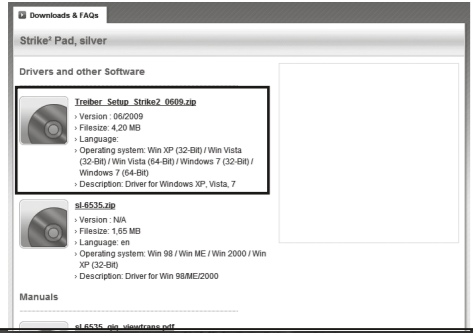 Downloads & FAQs
Strike² Pad, silver
Drivers and other Software
Treiber_Setup_Strike2_0609.zip
› Version : 06/2009
› Filesize: 4,20 MB
› Language:
› Operating system: Win XP (32-Bit) / Win Vista
(32-Bit) / Win Vista (64-Bit) / Windows 7 (32-Bit) /
Windows 7 (64-Bit)
› Description: Driver for Windows XP, Vista, 7
sl-6535.zip
› Version : N/A
› Filesize: 1,65 MB
› Language: en
› Operating system: Win 98 / Win ME / Win 2000 / Win
XP (32-Bit)
› Description: Driver for Win 98/ME/2000
Manuals
sl-6535_qig_viewtrans.pdf